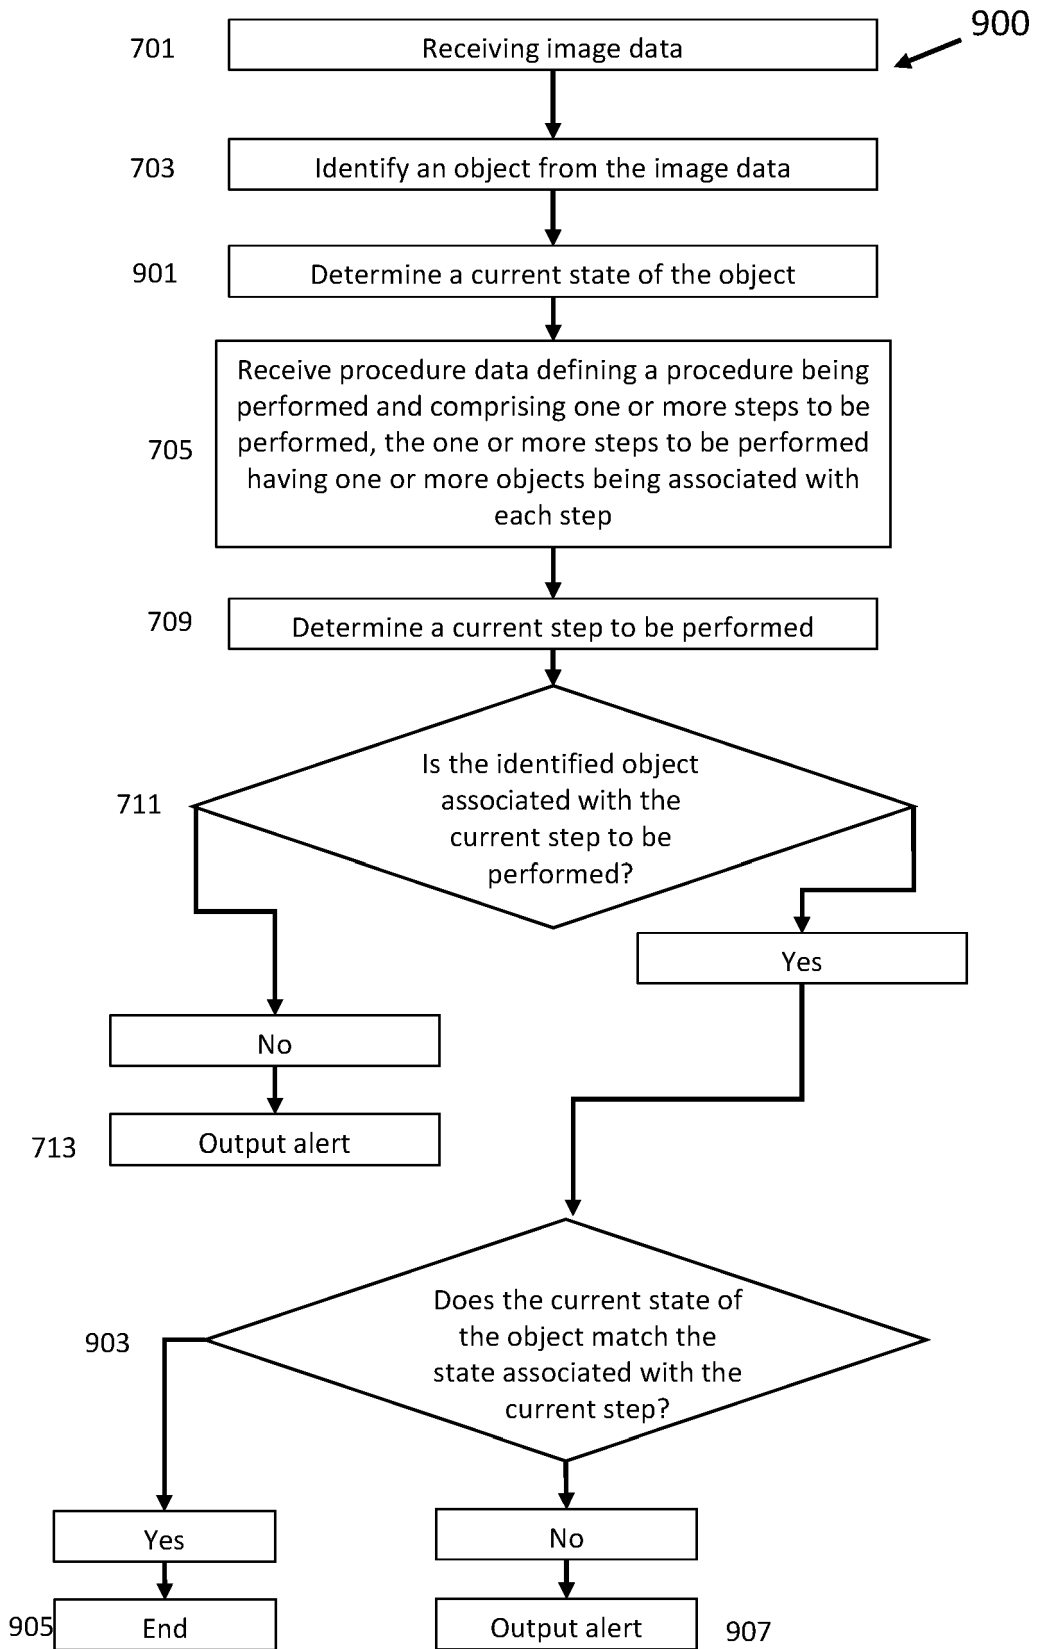 900
701
Receiving image data
703
Identify an object from the image data
901
Determine a current state of the object
705
Receive procedure data defining a procedure being
performed and comprising one or more steps to be
performed, the one or more steps to be performed
having one or more objects being associated with
each step
709
Determine a current step to be performed
711
Is the identified object
associated with the
current step to be
performed?
Yes
No
713
Output alert
903
Does the current state of
the object match the
state associated with the
current step?
Yes
No
905
End
Output alert
907